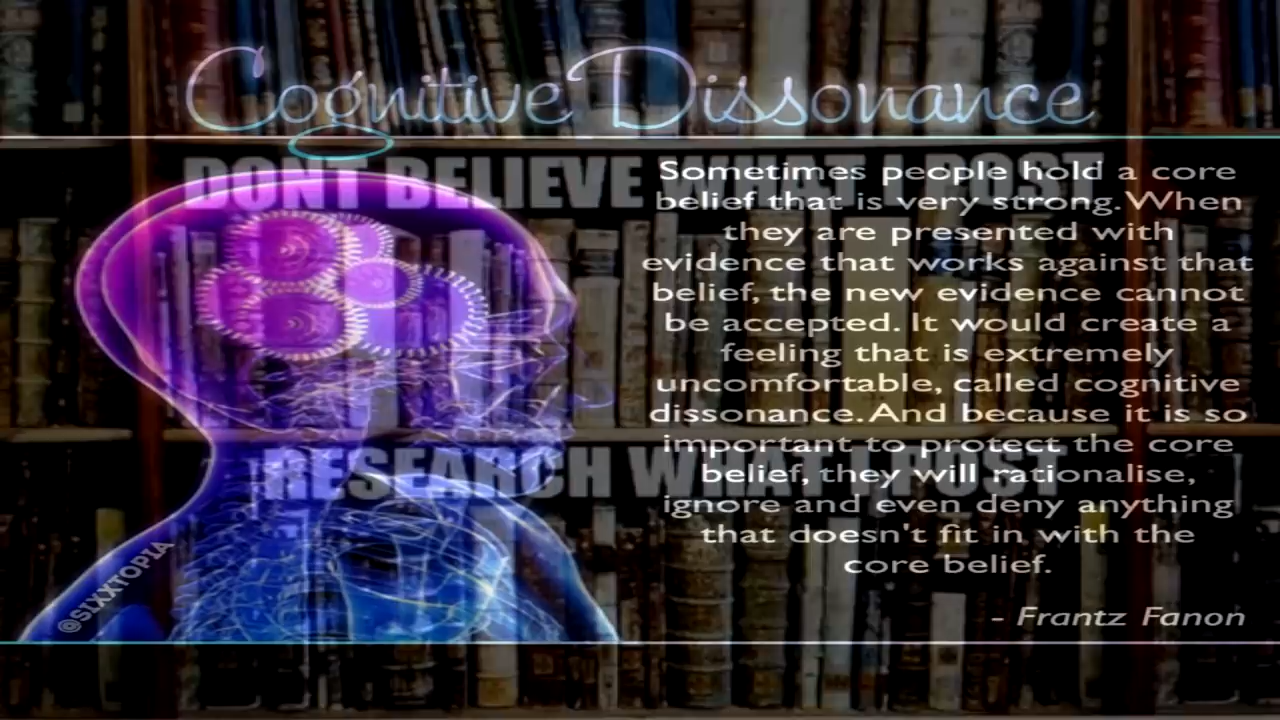 Cognitive Dissonance
DONT BELIEVE WHAT I POST
Sometimes people hold a core
belief that is very strong. When
they are presented with
evidence that works against that
belief, the new evidence cannot
be accepted. It would create a
feeling that is extremely
uncomfortable, called cognitive
dissonance. And because it is so
important to protect the core
belief, they will rationalise,
ignore and even deny anything
that doesn't fit in with the
core belief.
- Frantz Fanon
RESEARCH WHAT I POST
@SIXXTOPIA